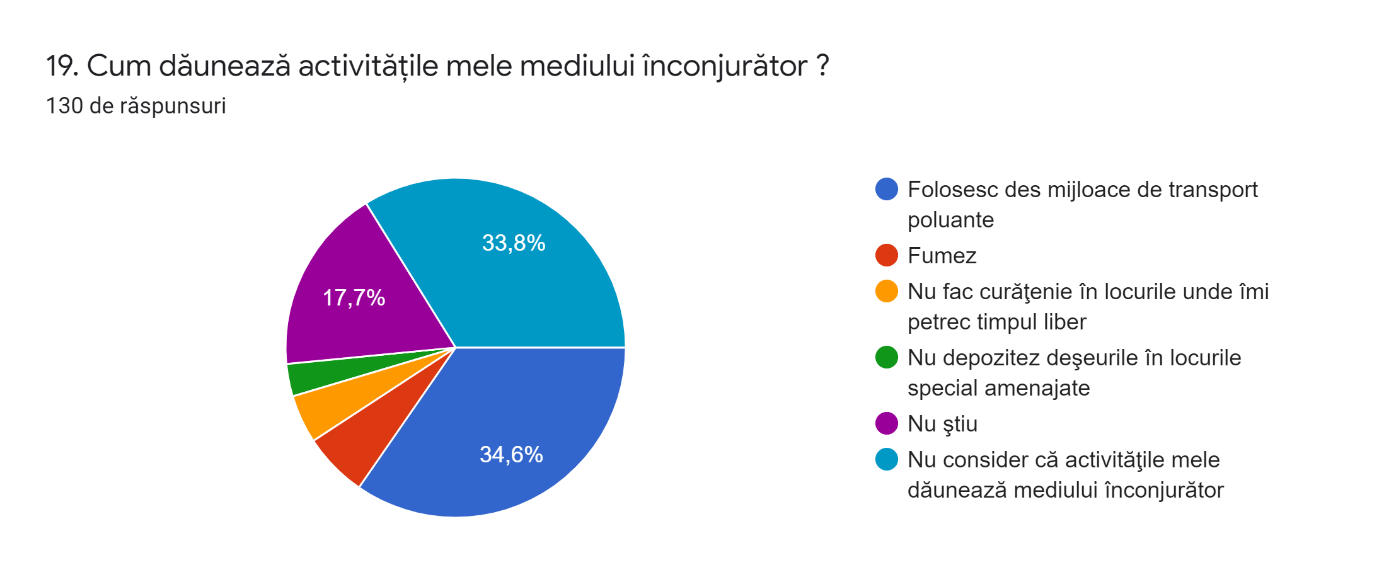 19. Cum dăunează activitățile mele mediului înconjurător ?
130 de răspunsuri
33,8%
17,7%
34,6%
Folosesc des mijloace de transport
poluante
Fumez
Nu fac curăţenie în locurile unde îmi
petrec timpul liber
Nu depozitez deşeurile în locurile
special amenajate
Nu ştiu
Nu consider că activităţile mele
dăunează mediului înconjurător